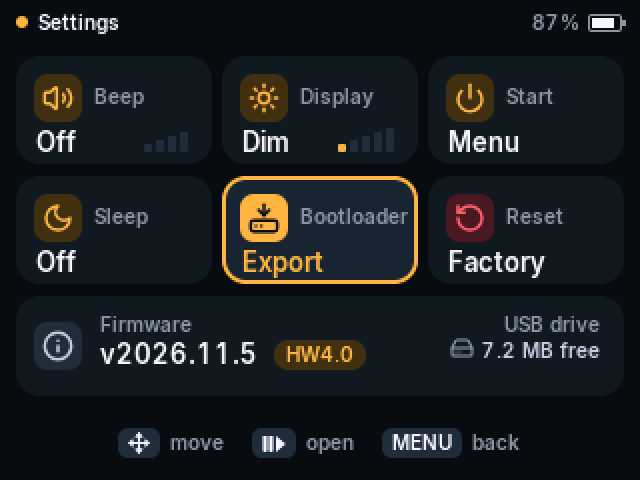 Settings
87%
Beep
Off
Display
Dim
Start
Menu
Sleep
Off
Bootloader
Export
Reset
Factory
Firmware
v2026.11.5 HW4.0
USB drive
7.2 MB free
move open MENU back